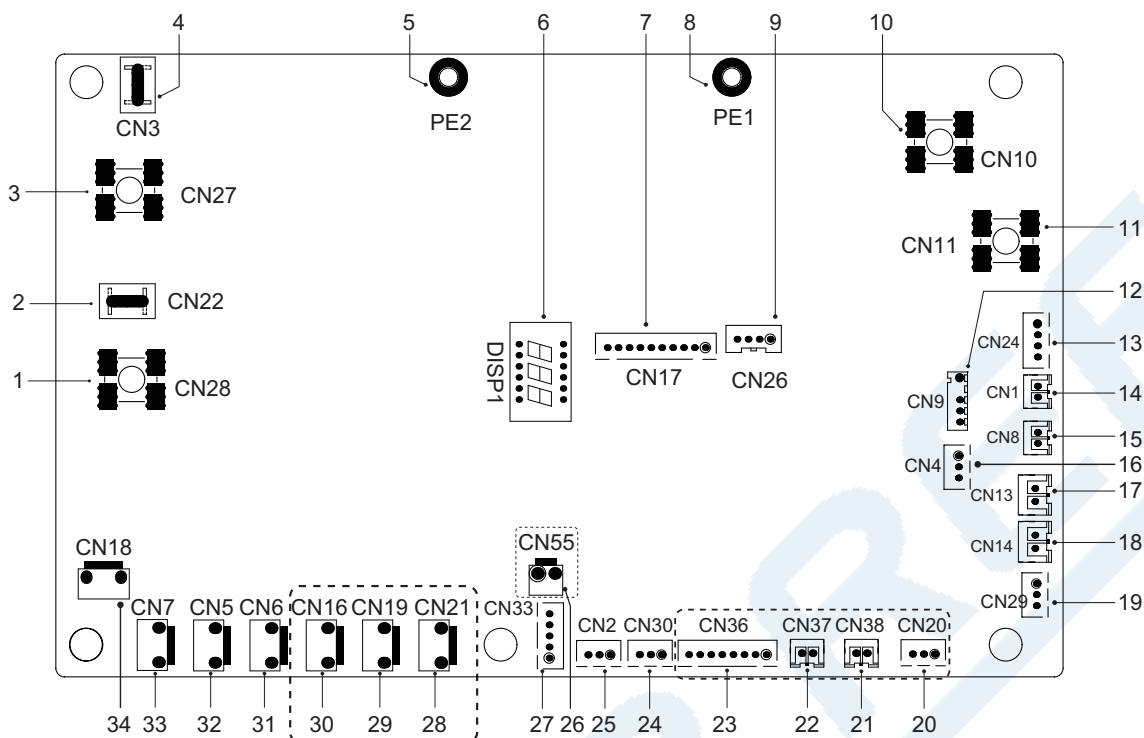 4 5 6 7 8 9 10
CN3 PE2 PE1
CN10
3 CN27
CN11 11
2 CN22
12
CN24 13
DISP1 CN17 CN26
1 CN28
CN9 CN1 14
CN8 15
CN4 16
CN13 17
CN55
CN18 CN14 18
CN7 CN5 CN6 CN16 CN19 CN21 CN33 CN29 19
CN2 CN30 CN36 CN37 CN38 CN20
34 33 32 31 30 29 28 27 26 25 24 23 22 21 20